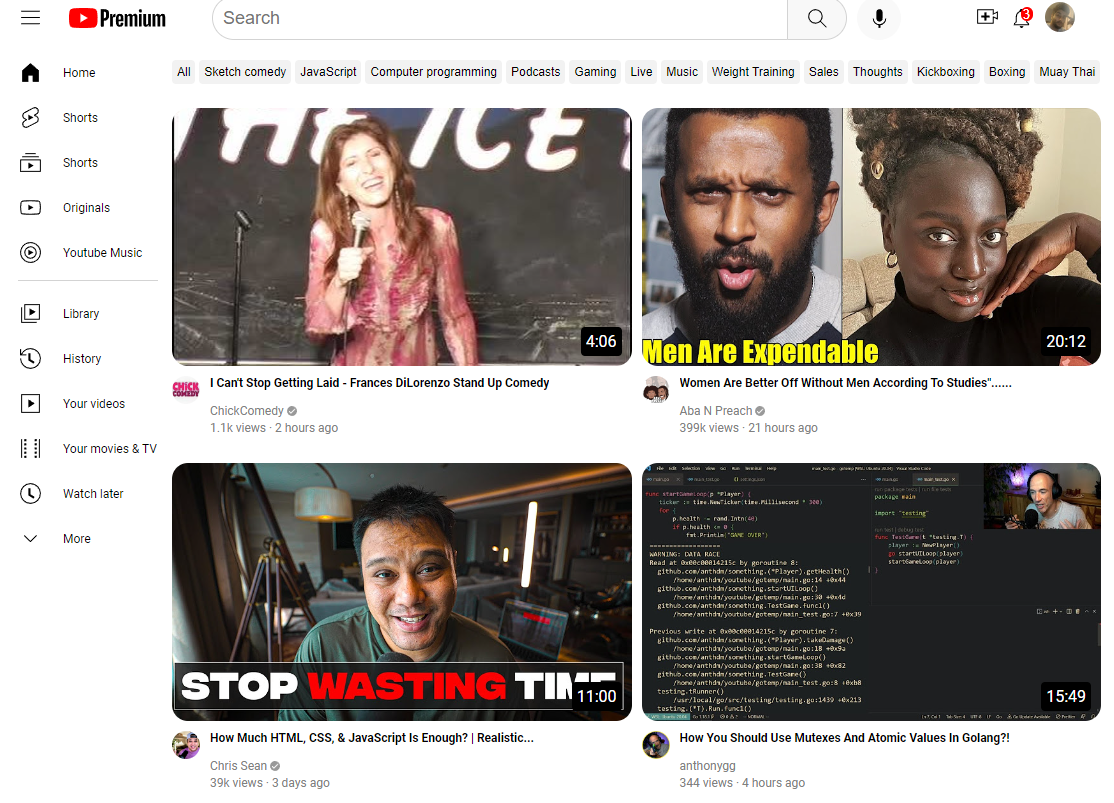 Premium
Search
3
Home
Shorts
Shorts
Originals
Youtube Music
Library
History
Your videos
Your movies & TV
Watch later
More
All
Sketch comedy
JavaScript
Computer programming
Podcasts
Gaming
Live
Music
Weight Training
Sales
Thoughts
Kickboxing
Boxing
Muay Thai
THE ICE
4:06
CHICK
COMEDY
I Can't Stop Getting Laid - Frances DiLorenzo Stand Up Comedy
ChickComedy
1.1k views · 2 hours ago
Men Are Expendable
20:12
Women Are Better Off Without Men According To Studies"......
Aba N Preach
399k views · 21 hours ago
STOP WASTING TIME
11:00
How Much HTML, CSS, & JavaScript Is Enough? | Realistic...
Chris Sean
39k views · 3 days ago
File Edit Selection View Go Run Terminal Help
func startGameLoop(p *Player) {
ticker := time.NewTicker(time.Millisecond * 300)
for {
p.health -= rand.Intn(40)
if p.health <= 0 {
fmt.Println("GAME OVER")
==================
WARNING: DATA RACE
Read at 0x00c00014215c by goroutine 8:
github.com/anthdm/something.(*Player).getHealth()
/home/anthdm/youtube/gotemp/main.go:14 +0x44
github.com/anthdm/something.startUILoop()
/home/anthdm/youtube/gotemp/main.go:30 +0x4d
github.com/anthdm/something.TestGame.func1()
/home/anthdm/youtube/gotemp/main_test.go:7 +0x39
Previous write at 0x00c00014215c by goroutine 7:
github.com/anthdm/something.(*Player).takeDamage()
/home/anthdm/youtube/gotemp/main.go:18 +0x9a
github.com/anthdm/something.startGameLoop()
/home/anthdm/youtube/gotemp/main.go:38 +0x82
github.com/anthdm/something.TestGame()
/home/anthdm/youtube/gotemp/main_test.go:8 +0xb8
testing.tRunner()
/usr/local/go/src/testing/testing.go:1439 +0x213
testing.(*T).Run.func1()
package main
import "testing"
func TestGame(t *testing.T) {
player := NewPlayer()
go startUILoop(player)
startGameLoop(player)
}
15:49
How You Should Use Mutexes And Atomic Values In Golang?!
anthonygg
344 views · 4 hours ago